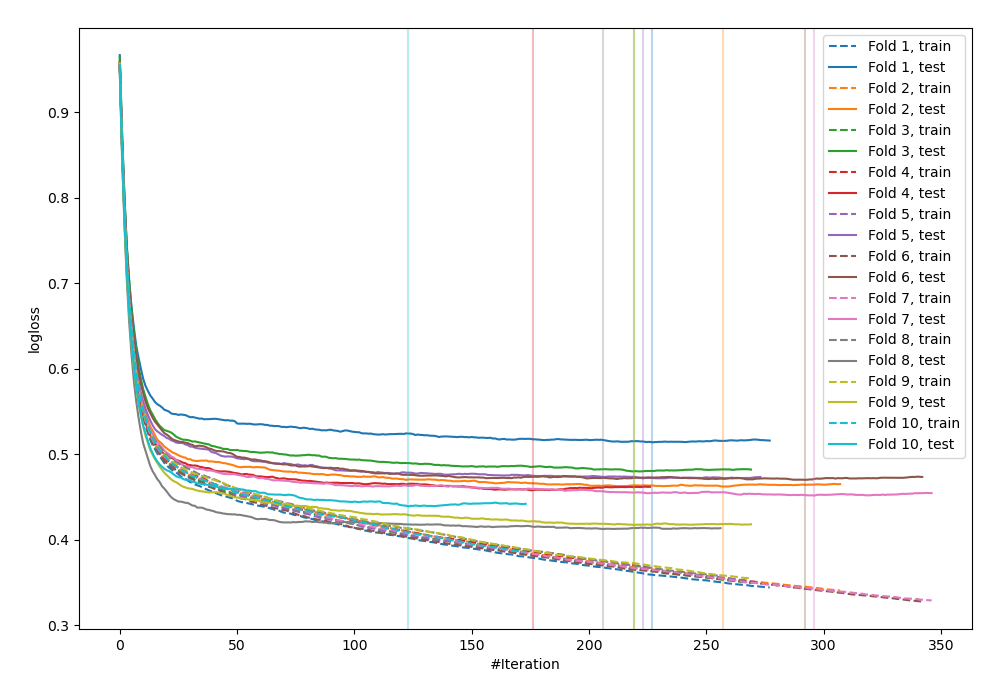 logloss
0.9
0.8
0.7
0.6
0.5
0.4
0.3
0
50
100
150
200
250
300
350
#Iteration
Fold 1, train
Fold 1, test
Fold 2, train
Fold 2, test
Fold 3, train
Fold 3, test
Fold 4, train
Fold 4, test
Fold 5, train
Fold 5, test
Fold 6, train
Fold 6, test
Fold 7, train
Fold 7, test
Fold 8, train
Fold 8, test
Fold 9, train
Fold 9, test
Fold 10, train
Fold 10, test